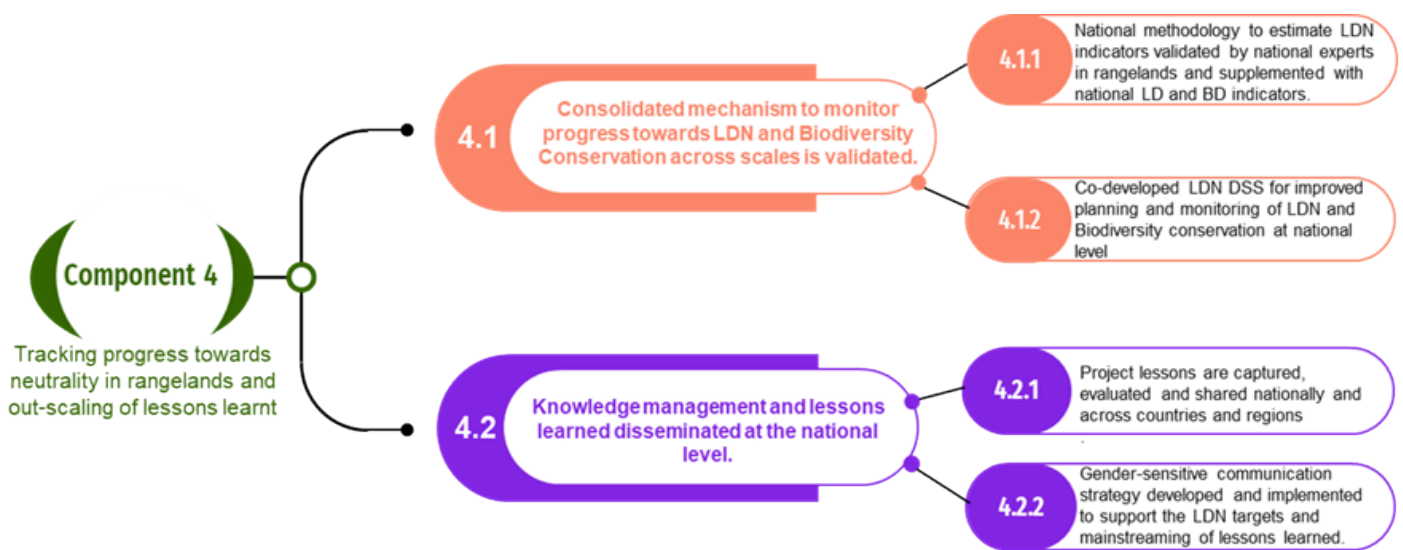 Component 4
Tracking progress towards
neutrality in rangelands and
out-scaling of lessons learnt
4.1
Consolidated mechanism to monitor
progress towards LDN and Biodiversity
Conservation across scales is validated.
4.1.1
National methodology to estimate LDN
indicators validated by national experts
in rangelands and supplemented with
national LD and BD indicators.
4.1.2
Co-developed LDN DSS for improved
planning and monitoring of LDN and
Biodiversity conservation at national
level
4.2
Knowledge management and lessons
learned disseminated at the national
level.
4.2.1
Project lessons are captured,
evaluated and shared nationally and
across countries and regions
.
4.2.2
Gender-sensitive communication
strategy developed and implemented
to support the LDN targets and
mainstreaming of lessons learned.